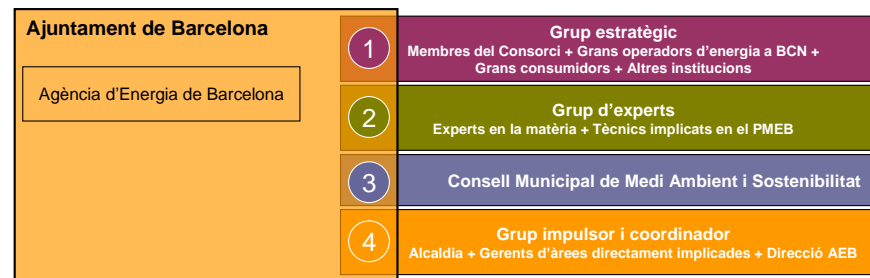 Ajuntament de Barcelona
Agència d'Energia de Barcelona
1
Grup estratègic
Membres del Consorci + Grans operadors d'energia a BCN +
Grans consumidors + Altres institucions
2
Grup d'experts
Experts en la matèria + Tècnics implicats en el PMEB
3
Consell Municipal de Medi Ambient i Sostenibilitat
4
Grup impulsor i coordinador
Alcaldia + Gerents d'àrees directament implicades + Direcció AEB